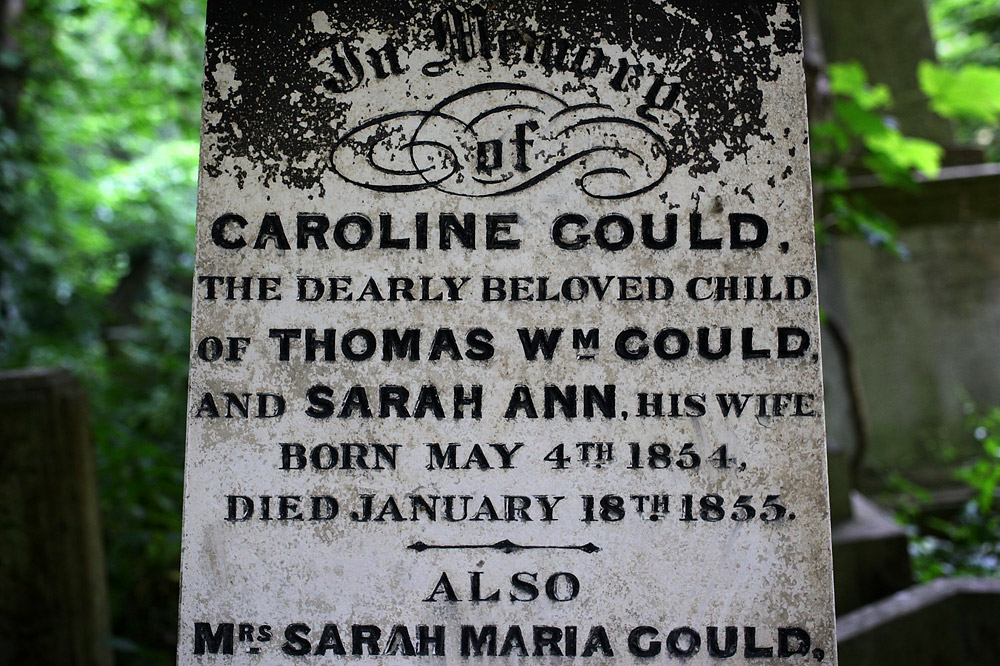 In Memory
of
CAROLINE GOULD,
THE DEARLY BELOVED CHILD
OF THOMAS WM GOULD,
AND SARAH ANN, HIS WIFE
BORN MAY 4TH 1854,
DIED JANUARY 18TH 1855.
ALSO
MRS SARAH MARIA GOULD,